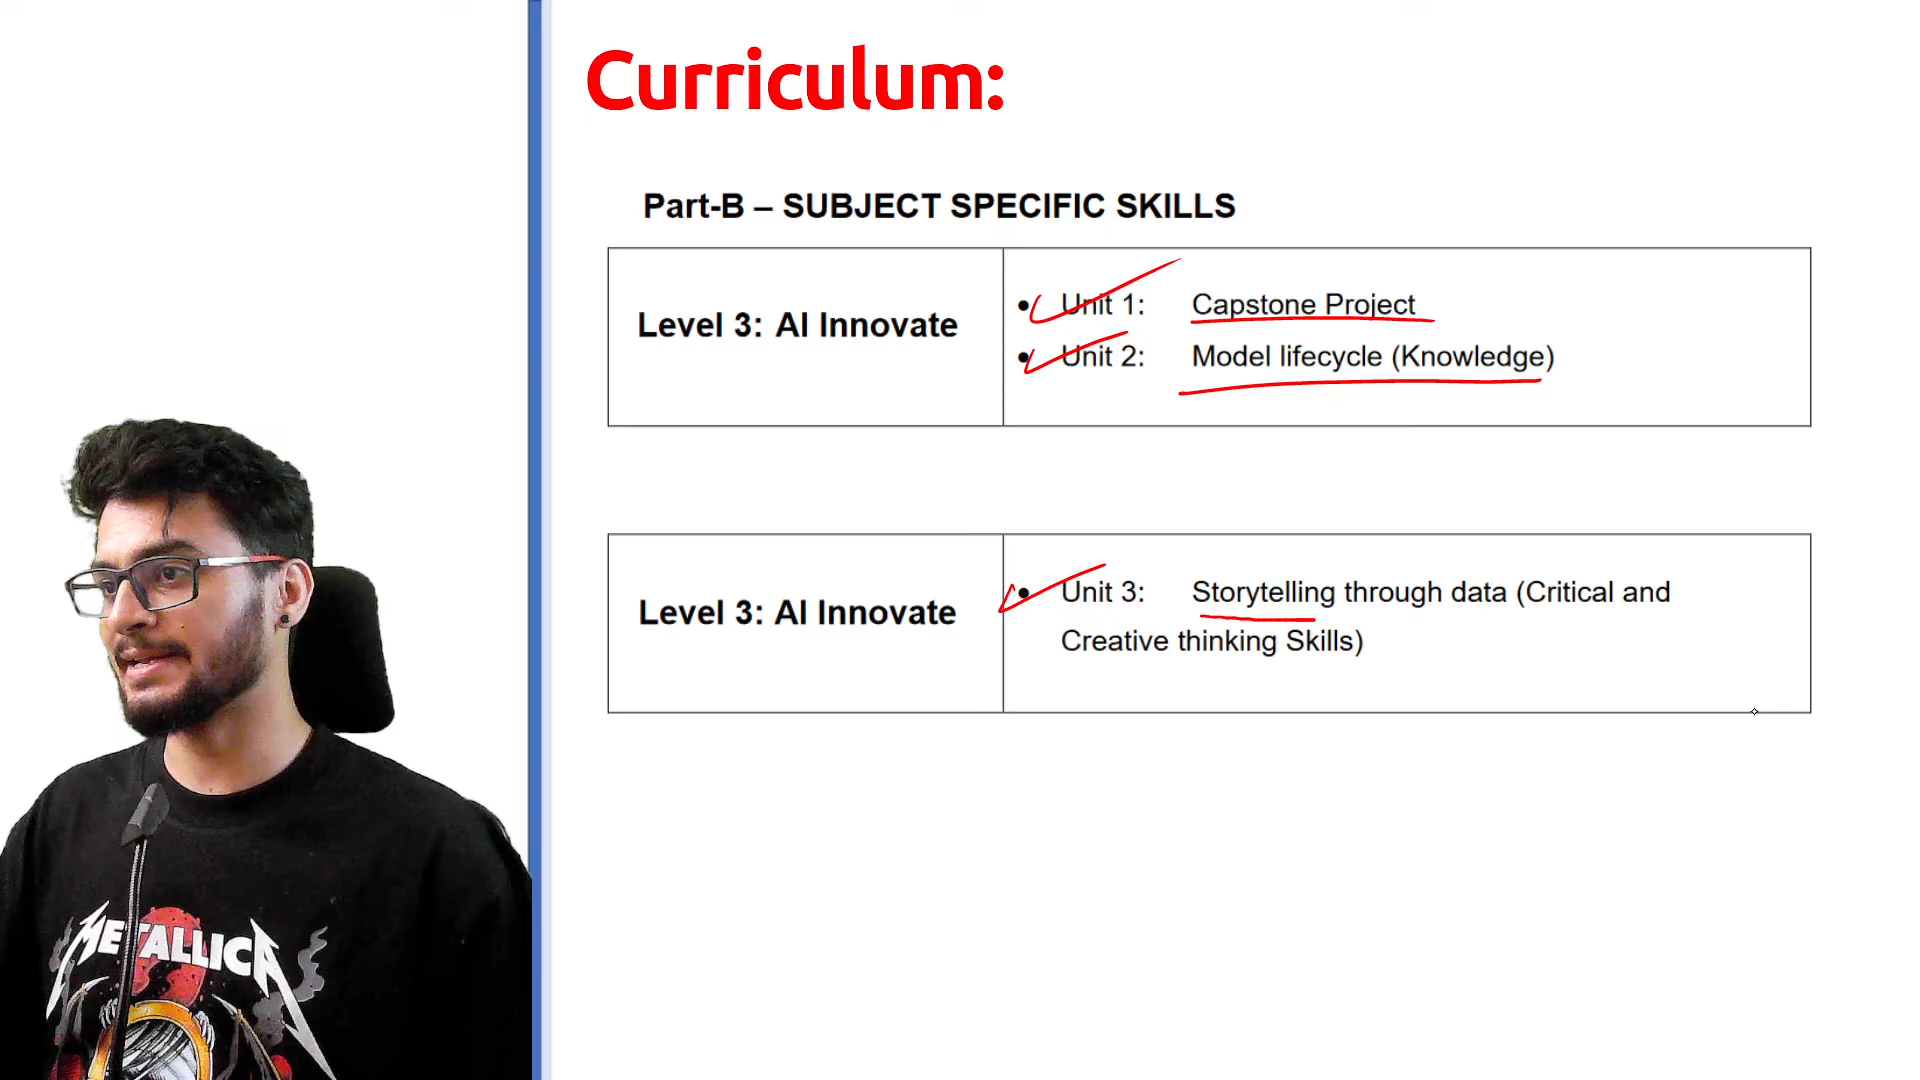 Curriculum:
Part-B – SUBJECT SPECIFIC SKILLS
Level 3: AI Innovate
• Unit 1: Capstone Project
• Unit 2: Model lifecycle (Knowledge)
Level 3: AI Innovate
• Unit 3: Storytelling through data (Critical and
Creative thinking Skills)
METALLICA